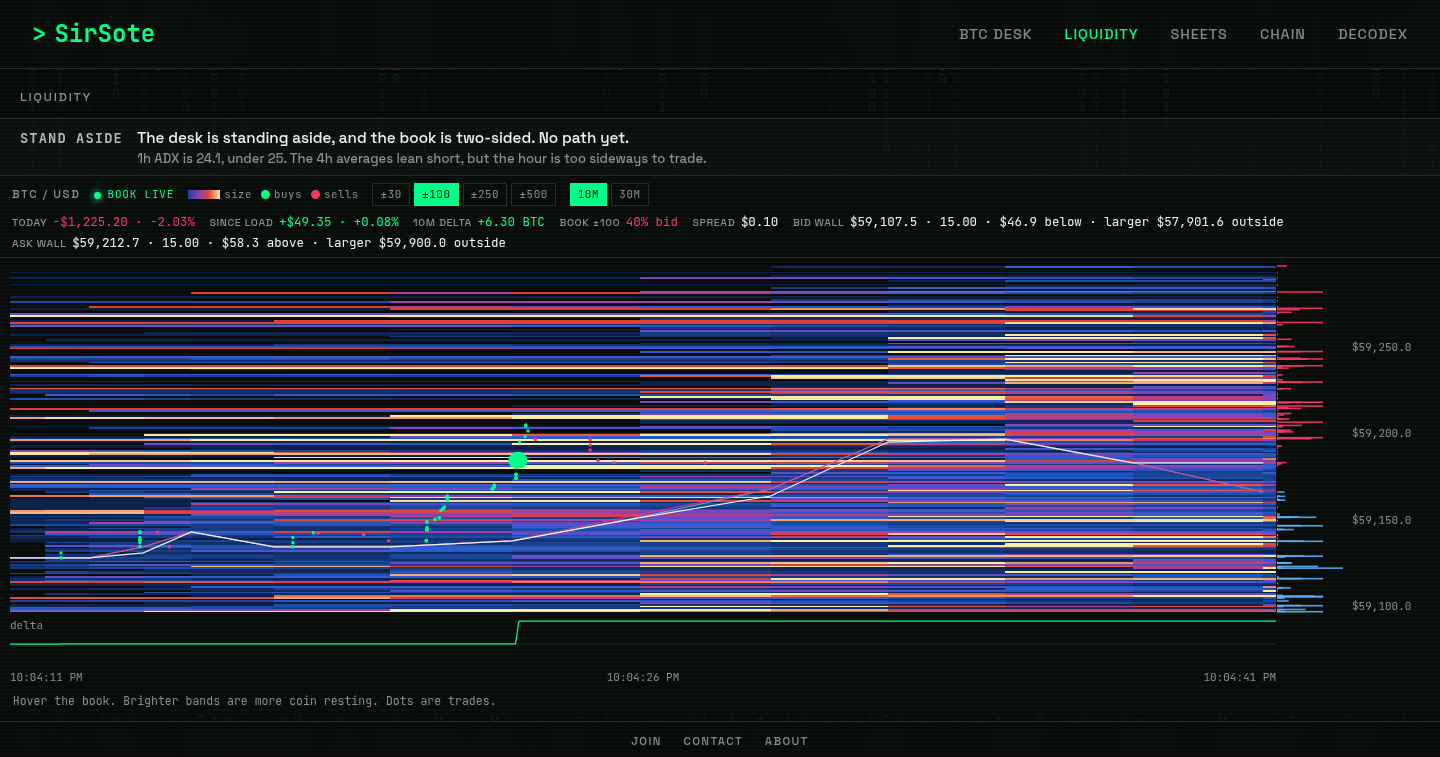 > SirSote
BTC DESK LIQUIDITY SHEETS CHAIN DECODEX
LIQUIDITY
STAND ASIDE The desk is standing aside, and the book is two-sided. No path yet.
1h ADX is 24.1, under 25. The 4h averages lean short, but the hour is too sideways to trade.
BTC / USD BOOK LIVE size buys sells ±30 ±100 ±250 ±500 10M 30M
TODAY -$1,225.20 · -2.03% SINCE LOAD +$49.35 · +0.08% 10M DELTA +6.30 BTC BOOK ±100 40% bid SPREAD $0.10 BID WALL $59,107.5 · 15.00 · $46.9 below · larger $57,901.6 outside
ASK WALL $59,212.7 · 15.00 · $58.3 above · larger $59,900.0 outside
$59,250.0
$59,200.0
$59,150.0
$59,100.0
delta
10:04:11 PM 10:04:26 PM 10:04:41 PM
Hover the book. Brighter bands are more coin resting. Dots are trades.
JOIN CONTACT ABOUT